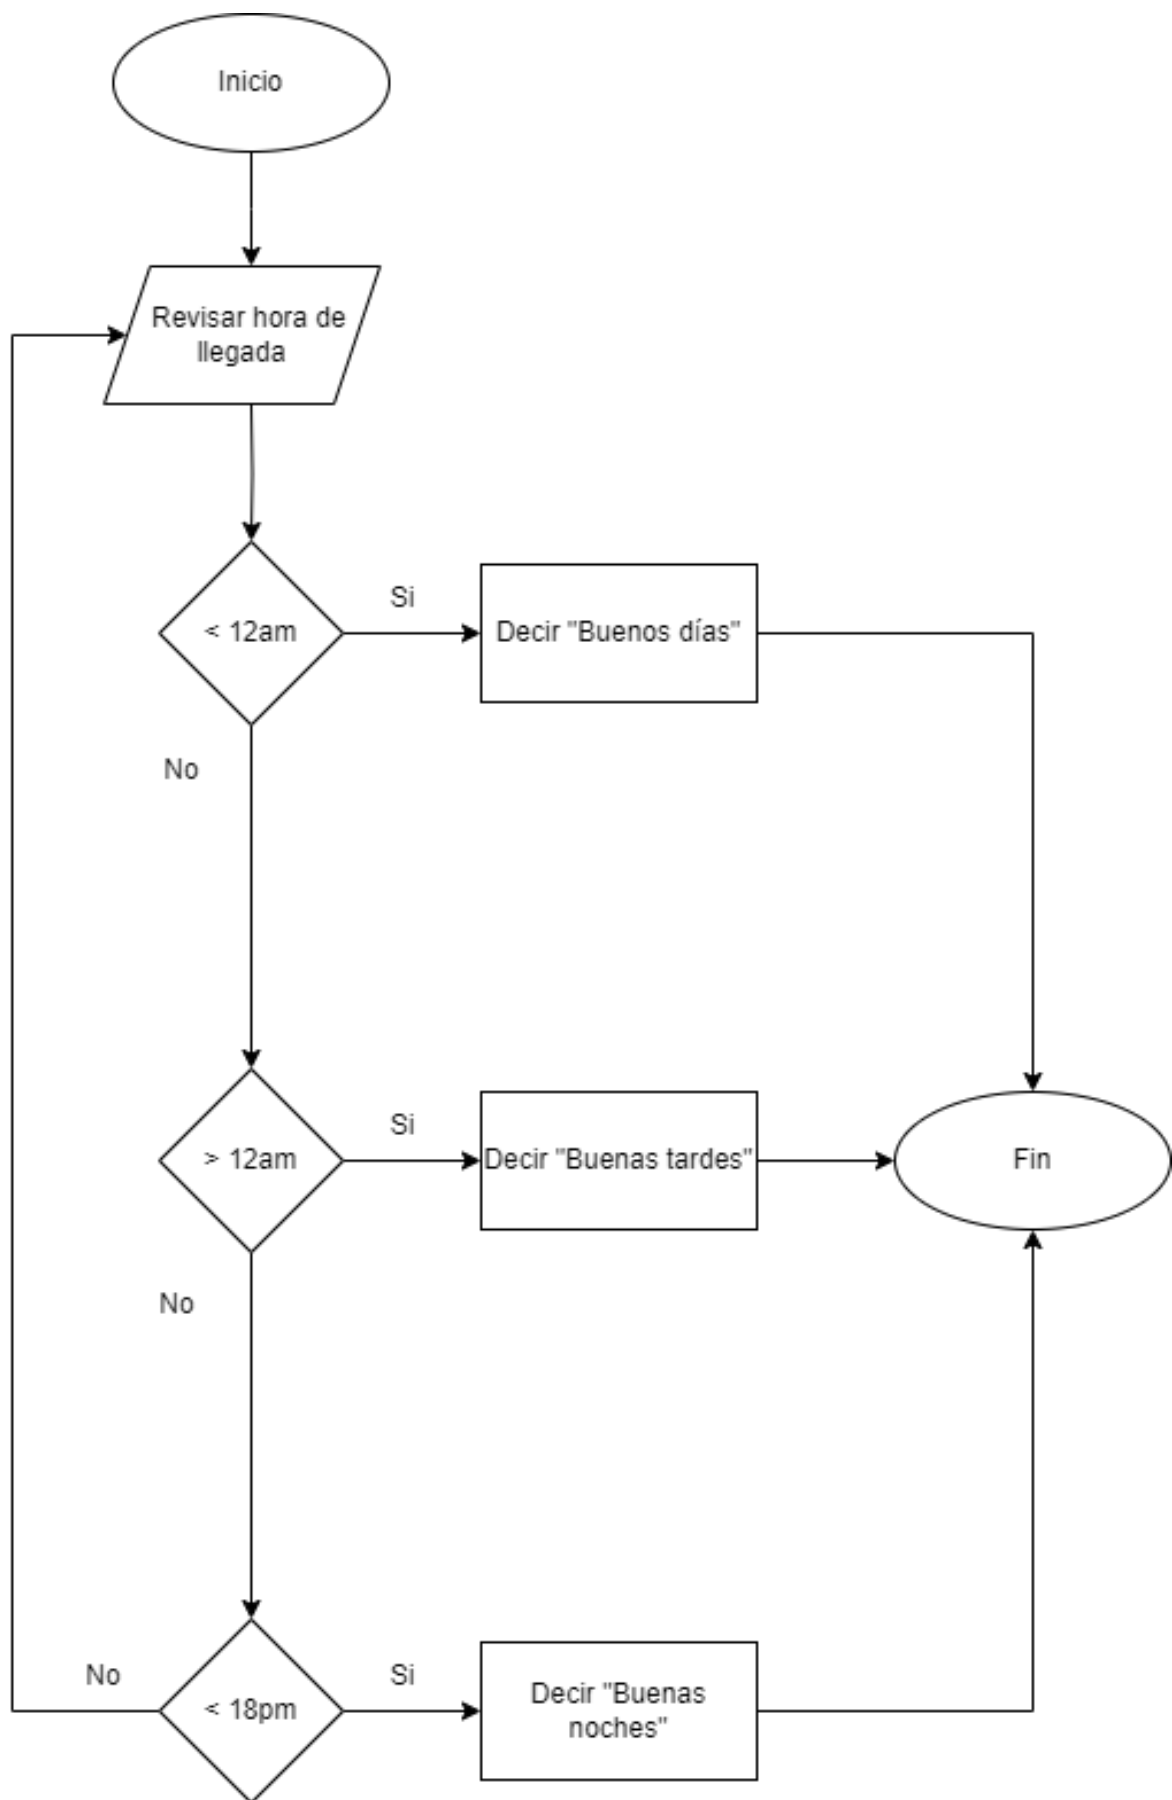 Inicio
Revisar hora de
llegada
< 12am
Si
Decir "Buenos días"
No
> 12am
Si
Decir "Buenas tardes"
Fin
No
No
< 18pm
Si
Decir "Buenas
noches"